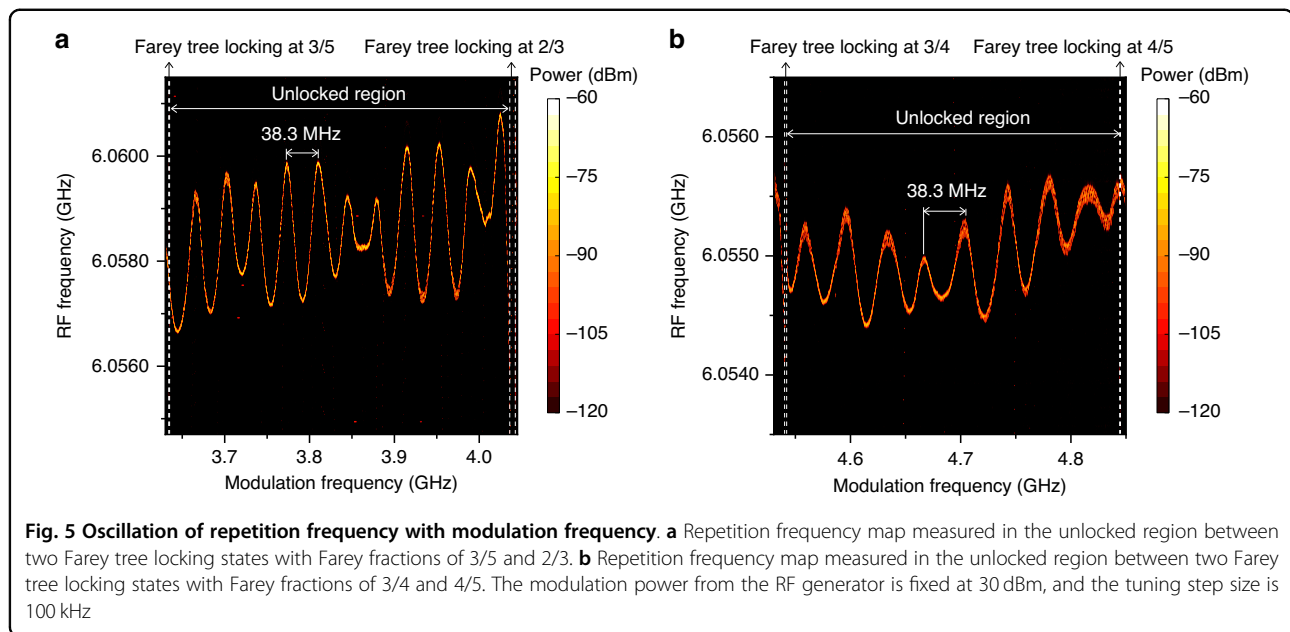 a
Farey tree locking at 3/5
Farey tree locking at 2/3
Power (dBm)
Unlocked region
38.3 MHz
RF frequency (GHz)
6.0600
6.0580
6.0560
3.7
3.8
3.9
4.0
Modulation frequency (GHz)
−60
−75
−90
−105
−120
b
Farey tree locking at 3/4
Farey tree locking at 4/5
Power (dBm)
Unlocked region
38.3 MHz
RF frequency (GHz)
6.0560
6.0550
6.0540
4.6
4.7
4.8
Modulation frequency (GHz)
−60
−75
−90
−105
−120
Fig. 5 Oscillation of repetition frequency with modulation frequency. a Repetition frequency map measured in the unlocked region between
two Farey tree locking states with Farey fractions of 3/5 and 2/3. b Repetition frequency map measured in the unlocked region between two Farey
tree locking states with Farey fractions of 3/4 and 4/5. The modulation power from the RF generator is fixed at 30 dBm, and the tuning step size is
100 kHz